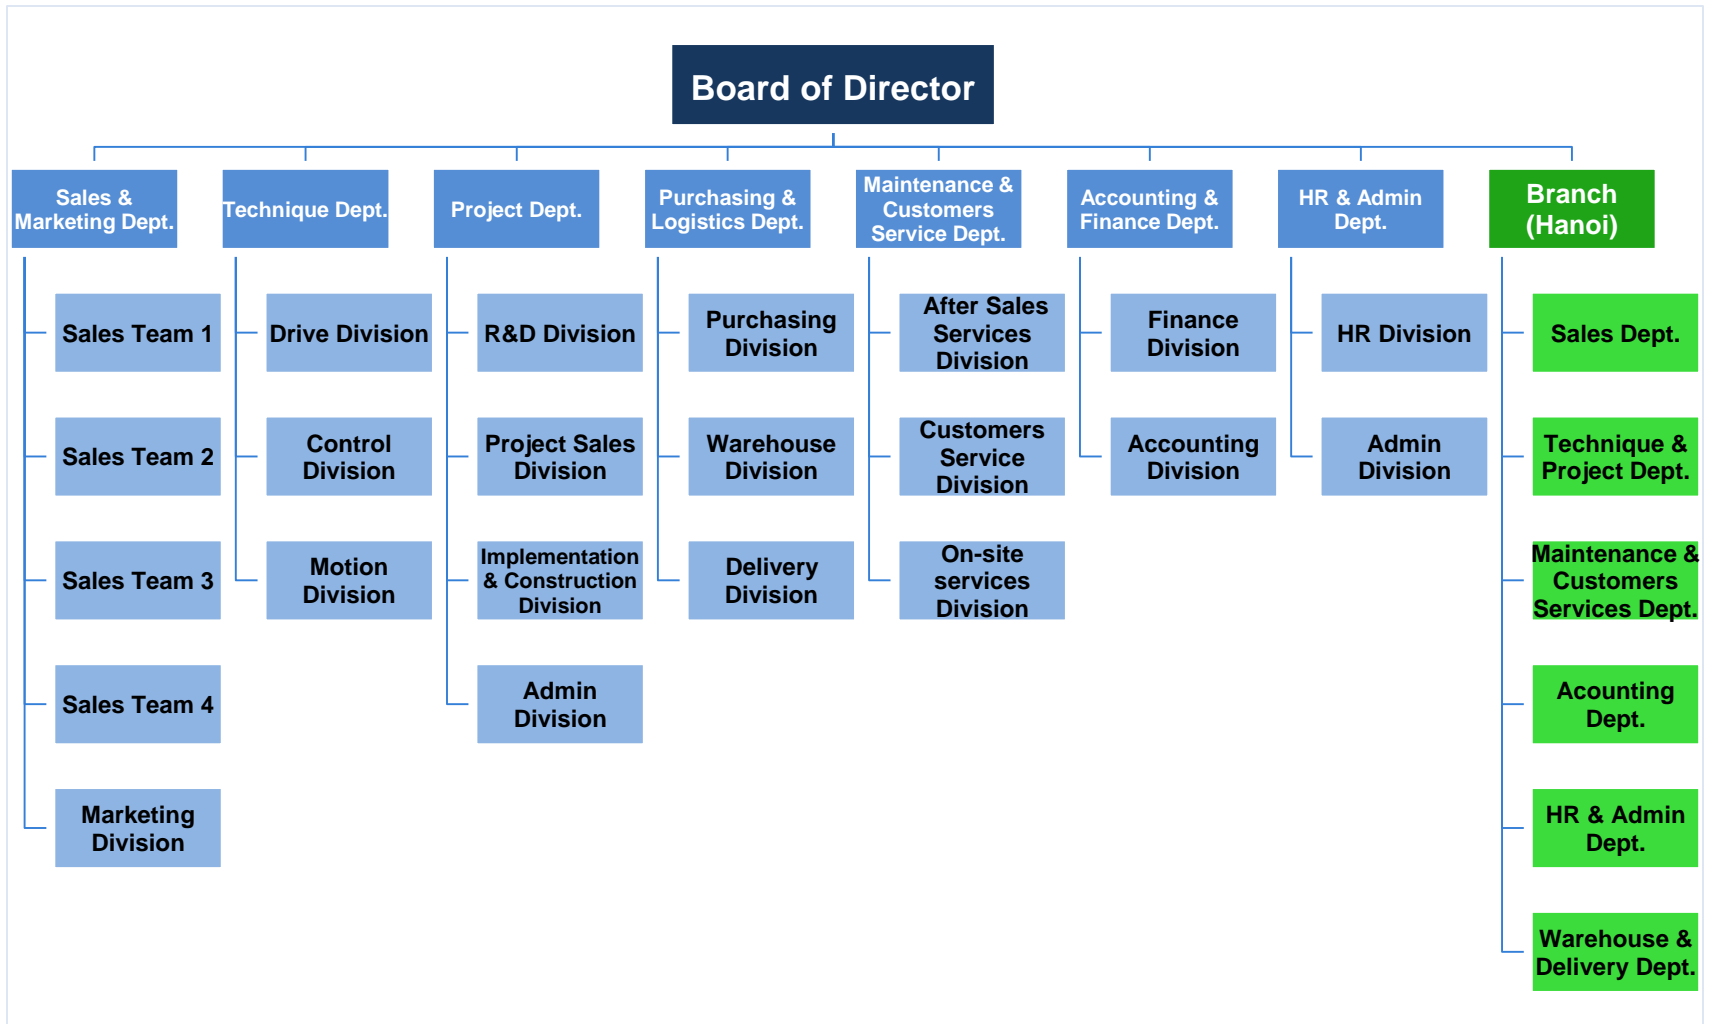 Board of Director
Sales &
Marketing Dept.
Technique Dept.
Project Dept.
Purchasing &
Logistics Dept.
Maintenance &
Customers
Service Dept.
Accounting &
Finance Dept.
HR & Admin
Dept.
Branch
(Hanoi)
Sales Team 1
Drive Division
R&D Division
Purchasing
Division
After Sales
Services
Division
Finance
Division
HR Division
Sales Dept.
Sales Team 2
Control
Division
Project Sales
Division
Warehouse
Division
Customers
Service
Division
Accounting
Division
Admin
Division
Technique &
Project Dept.
Sales Team 3
Motion
Division
Implementation
& Construction
Division
Delivery
Division
On-site
services
Division
Maintenance &
Customers
Services Dept.
Sales Team 4
Admin
Division
Acounting
Dept.
Marketing
Division
HR & Admin
Dept.
Warehouse &
Delivery Dept.